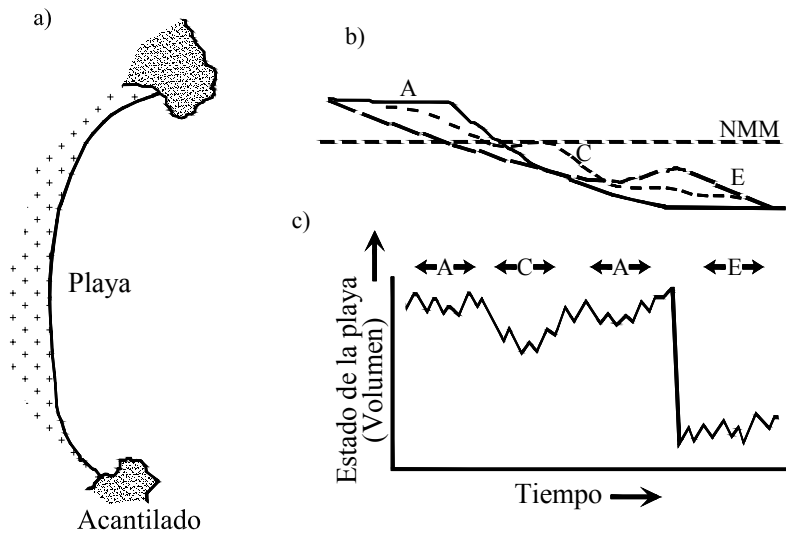 a)
Playa
Acantilado
b)
A
NMM
C
E
c)
A
C
A
E
Estado de la playa
(Volumen)
Tiempo